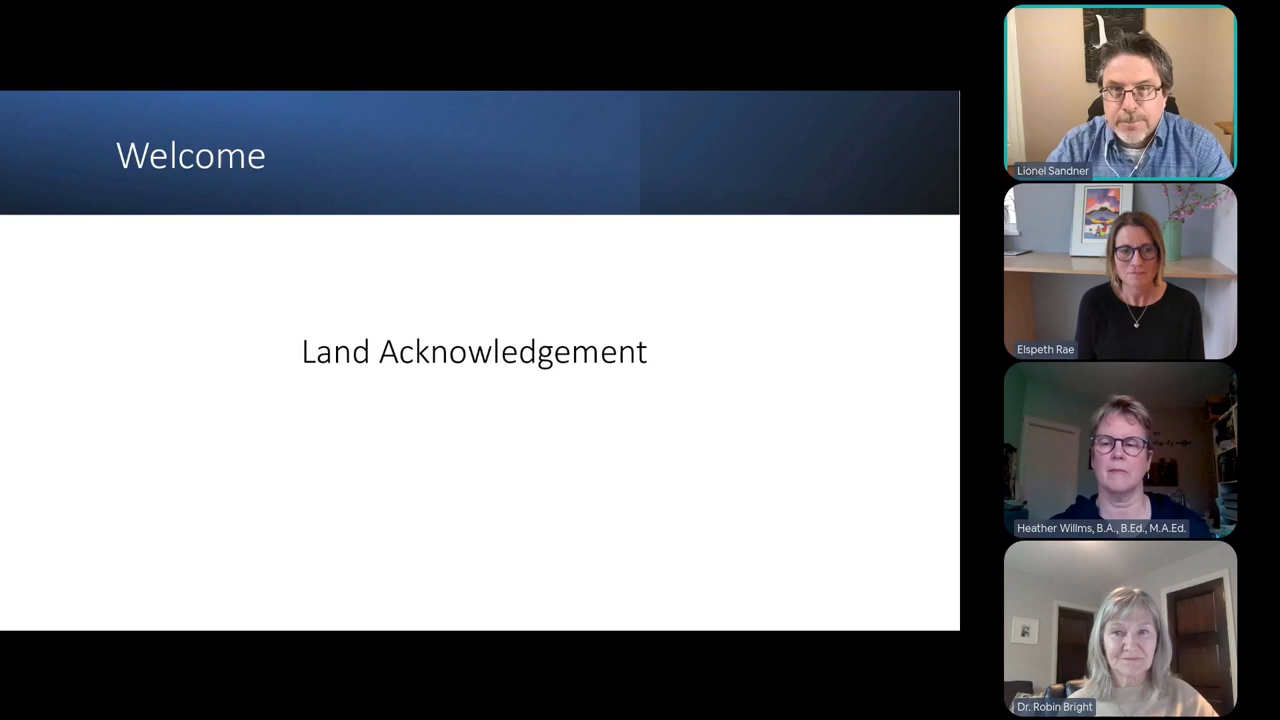 Welcome
Land Acknowledgement
Lionel Sandner
Elspeth Rae
Heather Willms, B.A., B.Ed., M.A.Ed.
Dr. Robin Bright